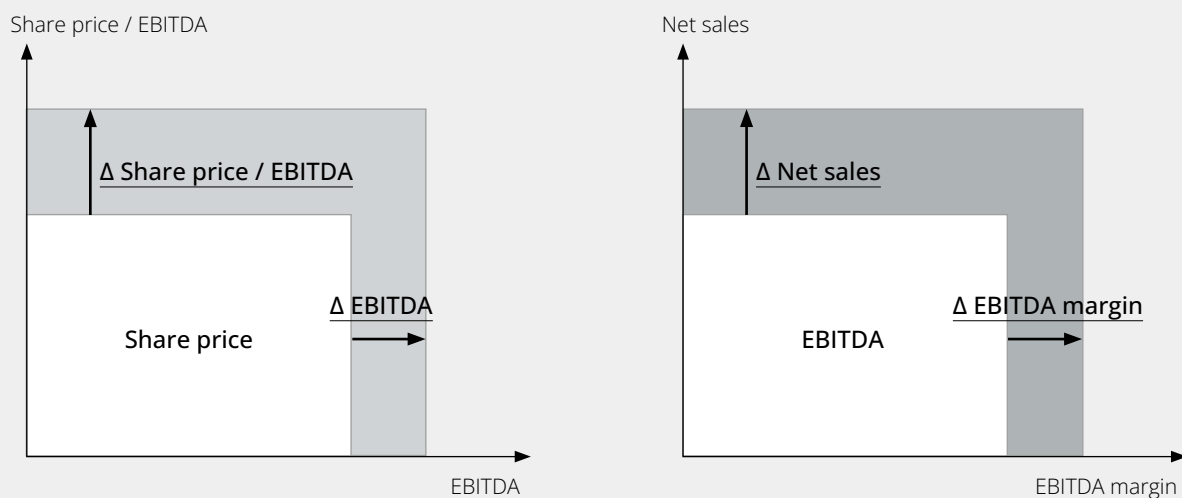 Share price / EBITDA
Δ Share price / EBITDA
Δ EBITDA
Share price
EBITDA
Net sales
Δ Net sales
Δ EBITDA margin
EBITDA
EBITDA margin